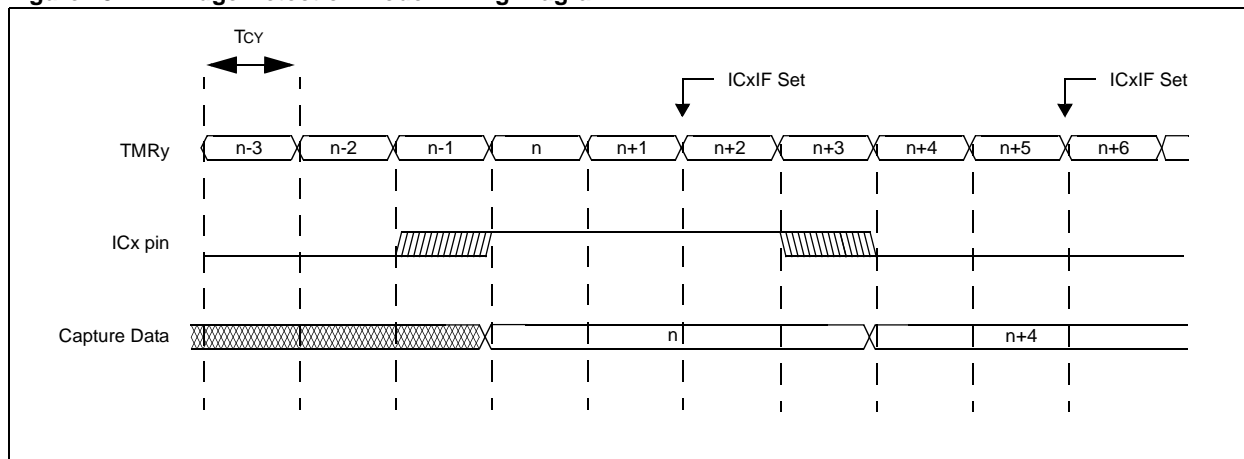 TCY
ICxIF Set
ICxIF Set
TMRy
n-3
n-2
n-1
n
n+1
n+2
n+3
n+4
n+5
n+6
ICx pin
Capture Data
n
n+4